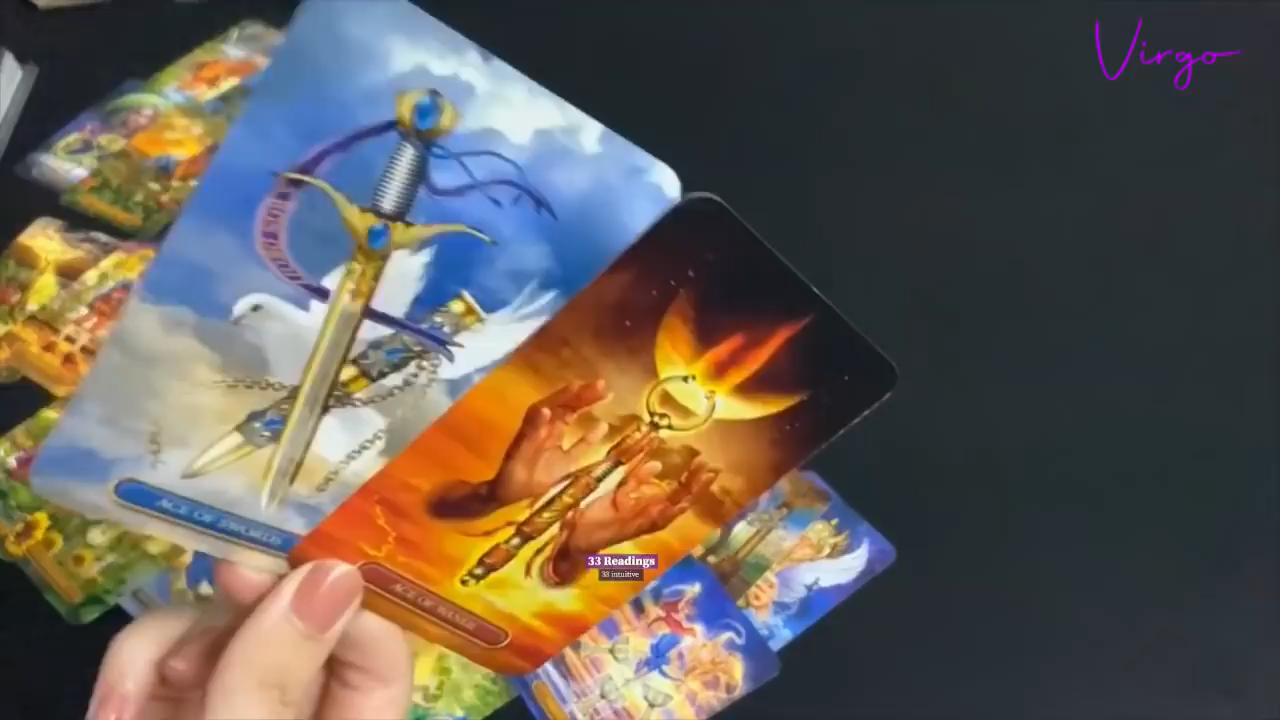 Virgo
ACE OF SWORDS
33 Readings
33 intuitive
ACE OF WANDS